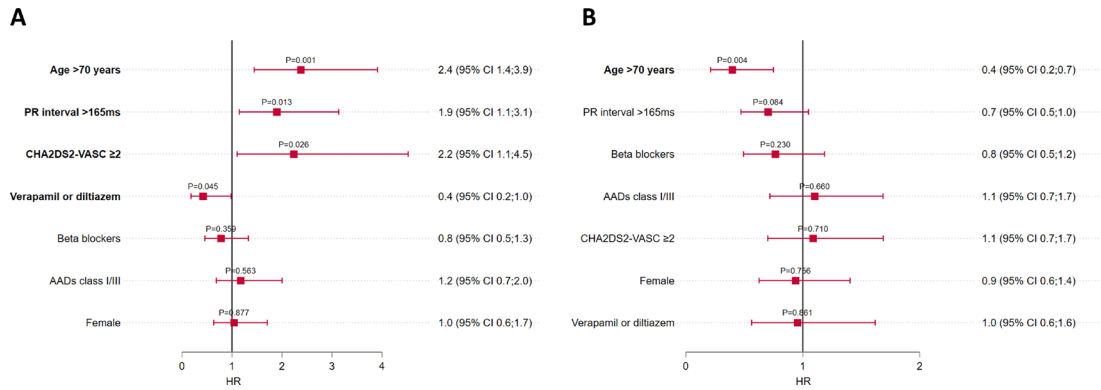 A
P=0.001
Age >70 years 2.4 (95% CI 1.4;3.9)
P=0.013
PR interval >165ms 1.9 (95% CI 1.1;3.1)
P=0.026
CHA2DS2-VASC ≥2 2.2 (95% CI 1.1;4.5)
P=0.045
Verapamil or diltiazem 0.4 (95% CI 0.2;1.0)
P=0.359
Beta blockers 0.8 (95% CI 0.5;1.3)
P=0.563
AADs class I/III 1.2 (95% CI 0.7;2.0)
P=0.877
Female 1.0 (95% CI 0.6;1.7)
0 1 2 3 4
HR
B
P=0.004
Age >70 years 0.4 (95% CI 0.2;0.7)
P=0.084
PR interval >165ms 0.7 (95% CI 0.5;1.0)
P=0.230
Beta blockers 0.8 (95% CI 0.5;1.2)
P=0.660
AADs class I/III 1.1 (95% CI 0.7;1.7)
P=0.710
CHA2DS2-VASC ≥2 1.1 (95% CI 0.7;1.7)
P=0.766
Female 0.9 (95% CI 0.6;1.4)
P=0.861
Verapamil or diltiazem 1.0 (95% CI 0.6;1.6)
0 1 2
HR